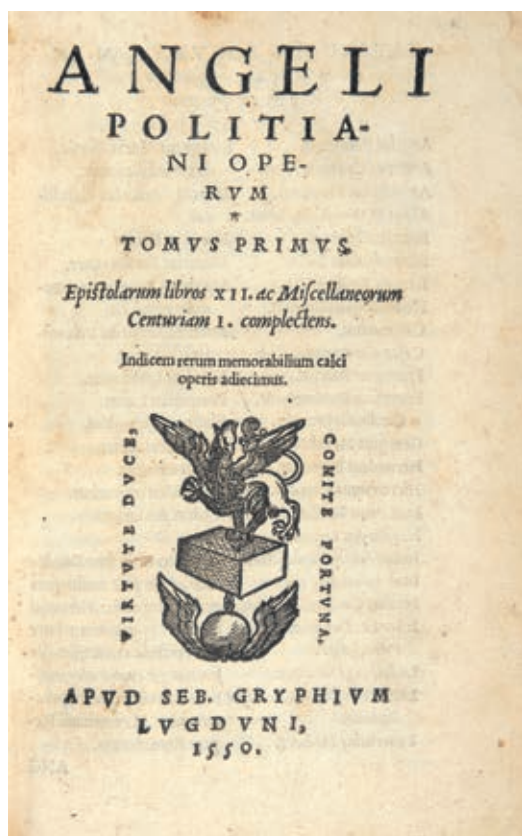 ANGELI
POLITIA-
NI OPE-
RVM
*
TOMVS PRIMVS.
Epiſtolarum libros XII. ac Miſcellaneorum
Centuriam I. complectens.
Indicem rerum memorabilium calci
operis adiecimus.
VIRTVTE DVCE,
COMITE FORTVNA.
APVD SEB. GRYPHIVM
LVGDVNI,
1550.